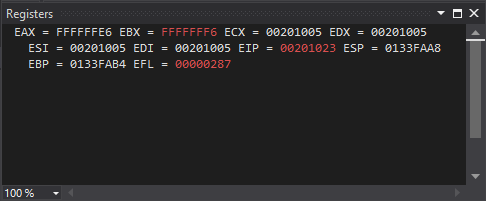 Registers
EAX = FFFFFFE6 EBX = FFFFFFF6 ECX = 00201005 EDX = 00201005
ESI = 00201005 EDI = 00201005 EIP = 00201023 ESP = 0133FAA8
EBP = 0133FAB4 EFL = 00000287
100 %